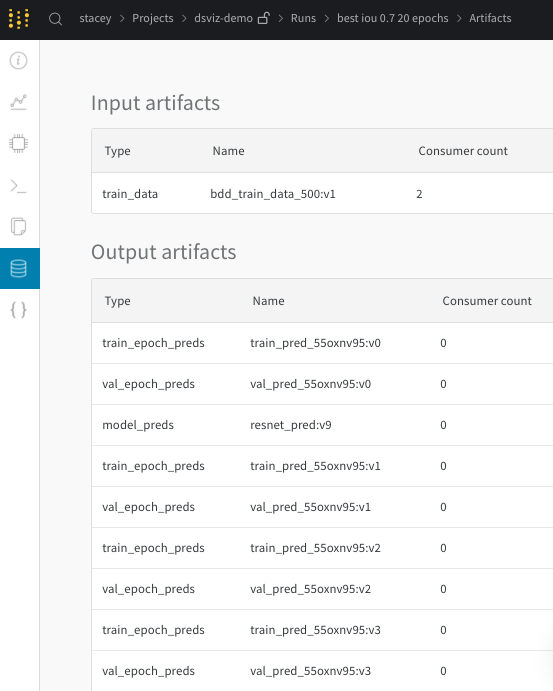 stacey > Projects > dsviz-demo > Runs > best iou 0.7 20 epochs > Artifacts
Input artifacts
Type Name Consumer count
train_data bdd_train_data_500:v1 2
Output artifacts
Type Name Consumer count
train_epoch_preds train_pred_55oxnv95:v0 0
val_epoch_preds val_pred_55oxnv95:v0 0
model_preds resnet_pred:v9 0
train_epoch_preds train_pred_55oxnv95:v1 0
val_epoch_preds val_pred_55oxnv95:v1 0
train_epoch_preds train_pred_55oxnv95:v2 0
val_epoch_preds val_pred_55oxnv95:v2 0
train_epoch_preds train_pred_55oxnv95:v3 0
val_epoch_preds val_pred_55oxnv95:v3 0